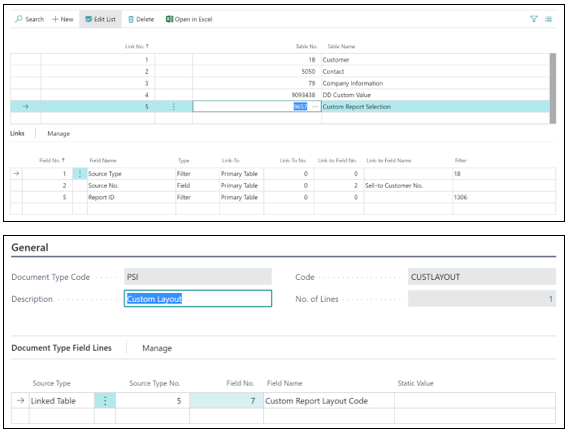 Search + New Edit List Delete Open in Excel
Link No. ↑ Table No. Table Name
1 18 Customer
2 5050 Contact
3 79 Company Information
4 9093438 DD Custom Value
→ 5 ⋮ 9657 ··· Custom Report Selection
Links Manage
Field No. ↑ Field Name Type Link-To Link-To No. Link-to Field No. Link-to Field Name Filter
→ 1 ⋮ Source Type Filter Primary Table 0 0 18
2 Source No. Field Primary Table 0 2 Sell-to Customer No.
5 Report ID Filter Primary Table 0 0 1306
General
Document Type Code PSI Code CUSTLAYOUT
Description Custom Layout No. of Lines 1
Document Type Field Lines Manage
Source Type Source Type No. Field No. Field Name Static Value
→ Linked Table ⋮ 5 7 Custom Report Layout Code